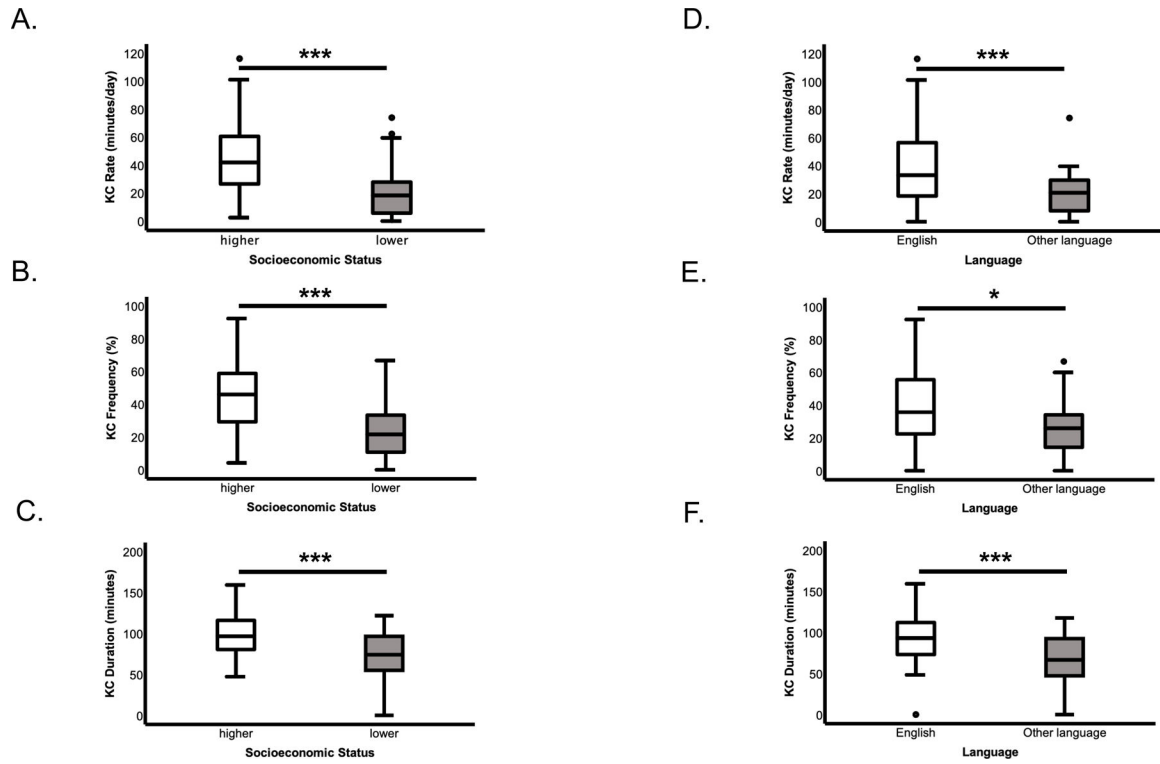 A.
KC Rate (minutes/day)
120
100
80
60
40
20
0
***
higher
lower
Socioeconomic Status
B.
KC Frequency (%)
100
80
60
40
20
0
***
higher
lower
Socioeconomic Status
C.
KC Duration (minutes)
200
150
100
50
0
***
higher
lower
Socioeconomic Status
D.
KC Rate (minutes/day)
120
100
80
60
40
20
0
***
English
Other language
Language
E.
KC Frequency (%)
100
80
60
40
20
0
*
English
Other language
Language
F.
KC Duration (minutes)
200
150
100
50
0
***
English
Other language
Language